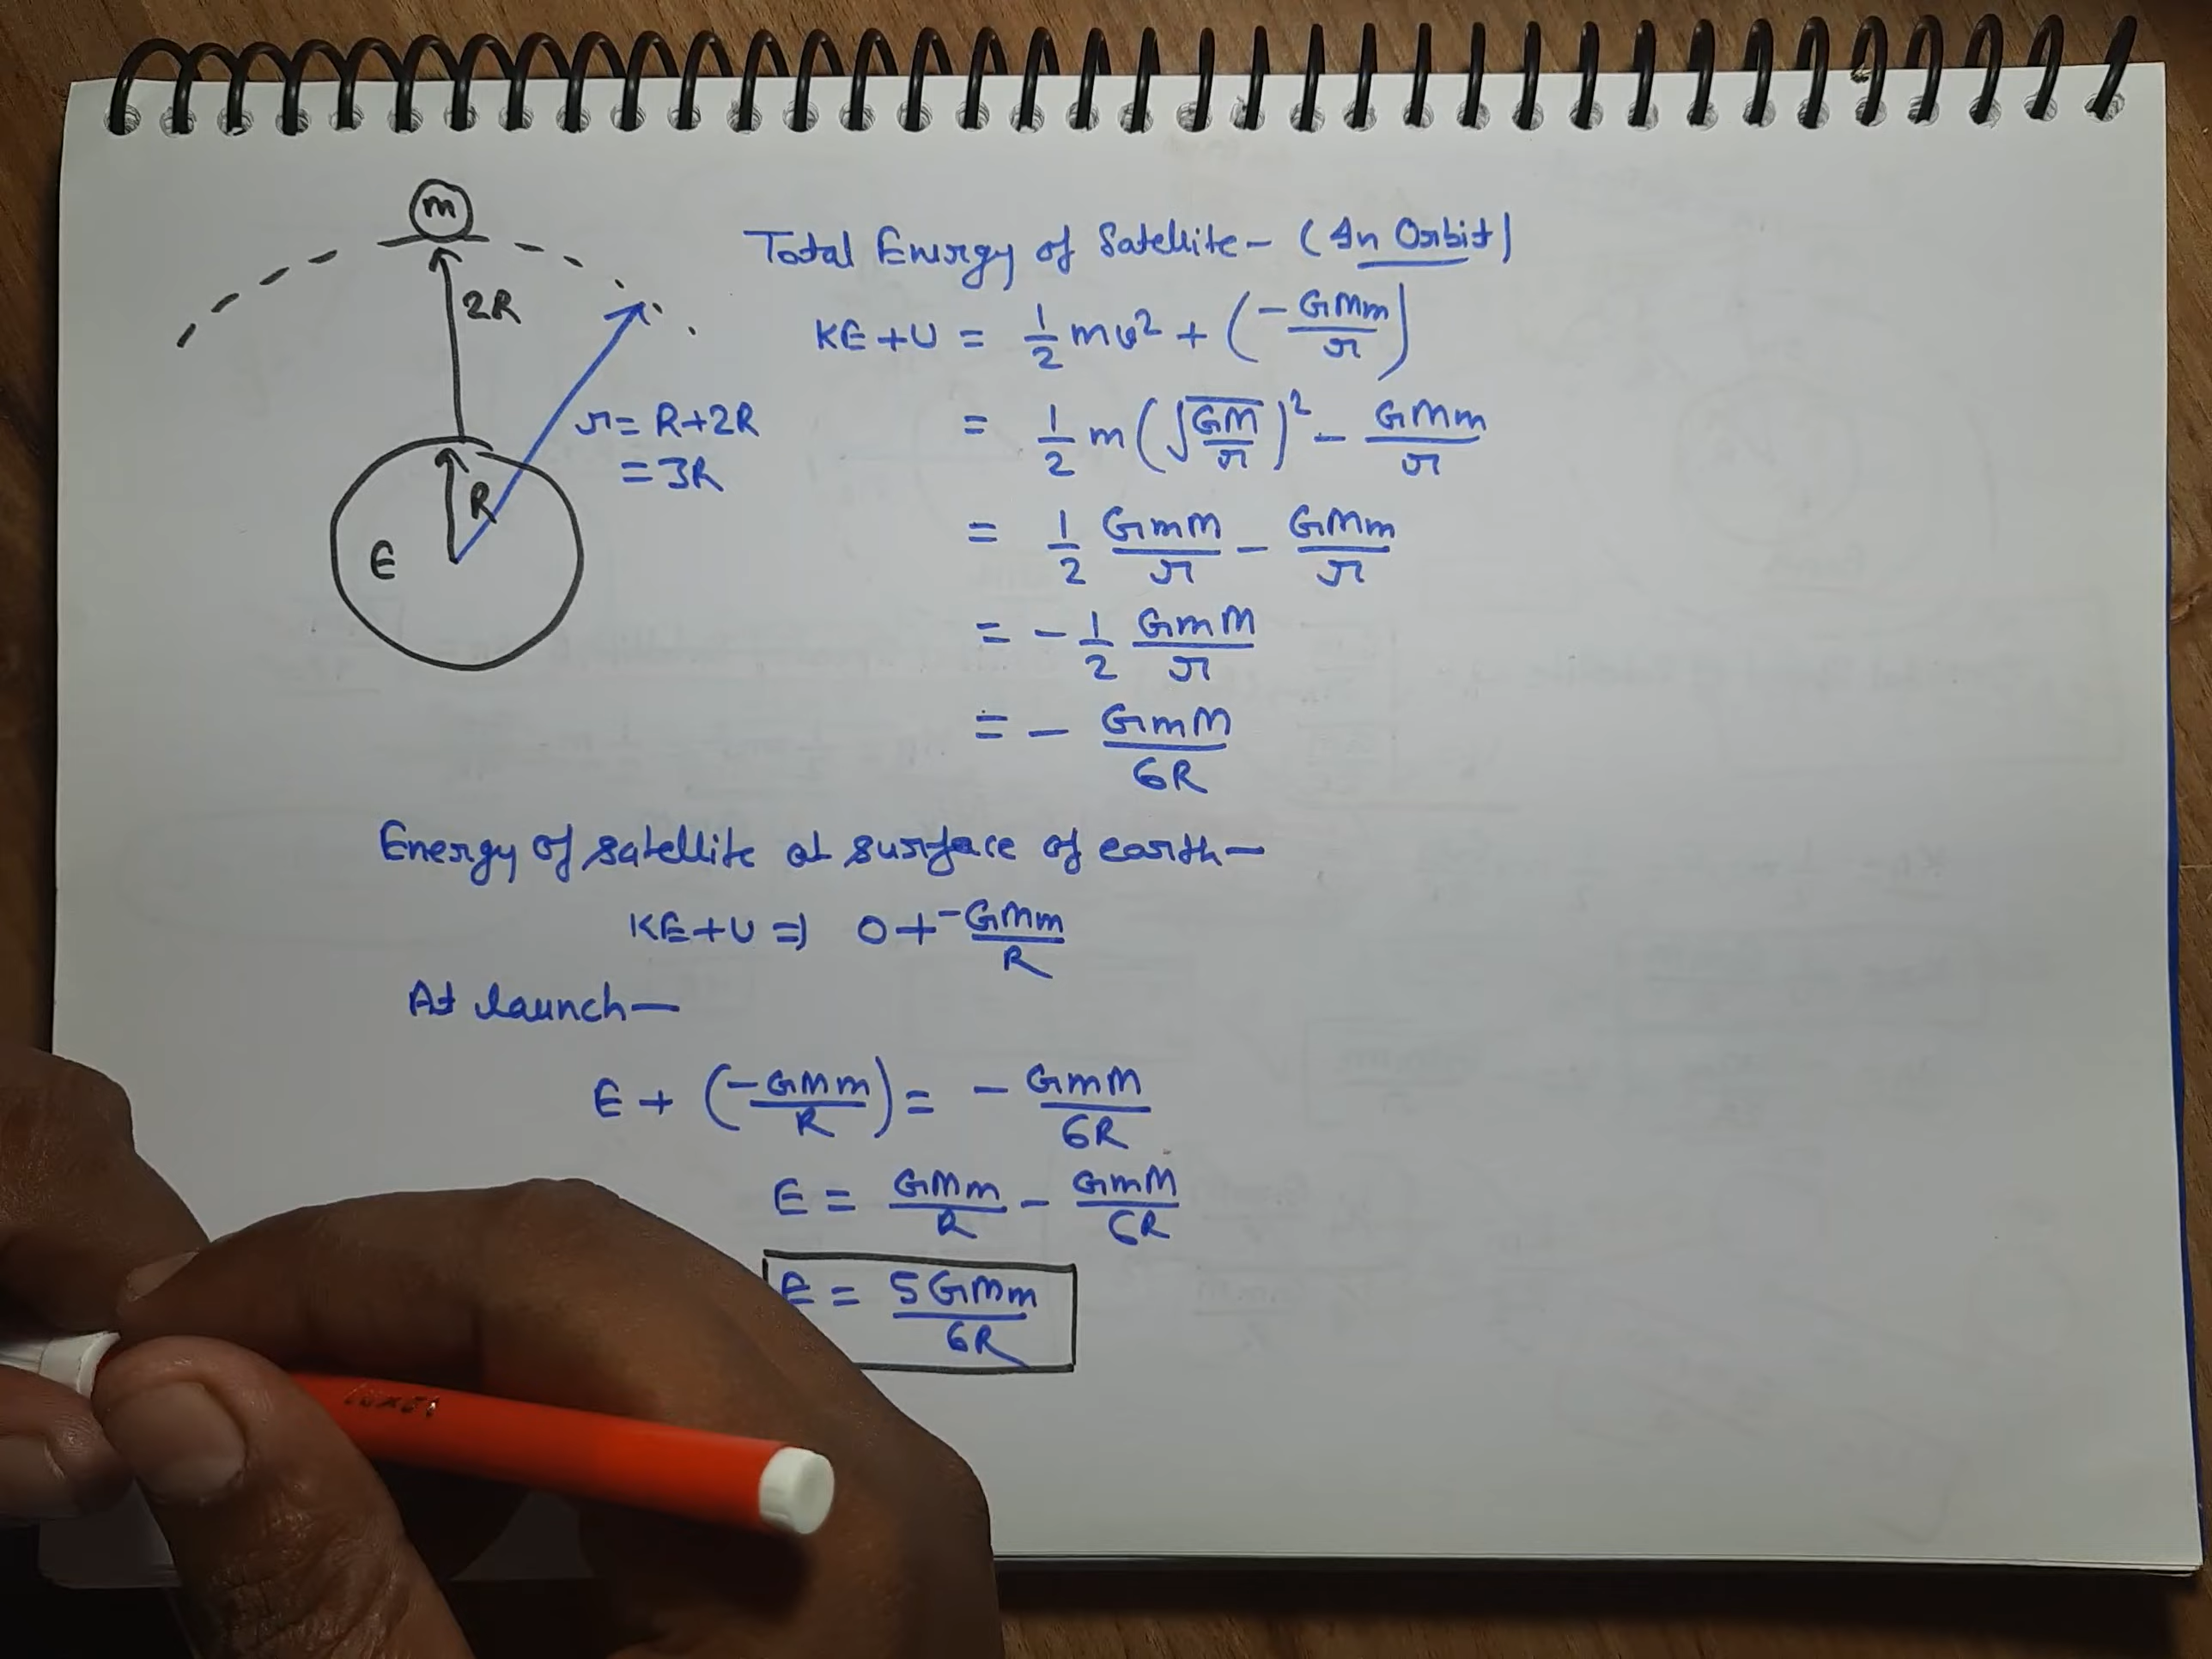 m
2R
r = R+2R
= 3R
R
E
Total Energy of Satellite - (In Orbit)
KE+U = 1/2 mv² + (-GMm/r)
= 1/2 m(√GM/r)² - GMm/r
= 1/2 GmM/r - GMm/r
= - 1/2 GmM/r
= - GmM/6R
Energy of satellite at surface of earth -
KE+U ⇒ 0 + -GMm/R
At launch -
E + (-GMm/R) = - GmM/6R
E = GMm/R - GmM/6R
E = 5GMm/6R
Luxor